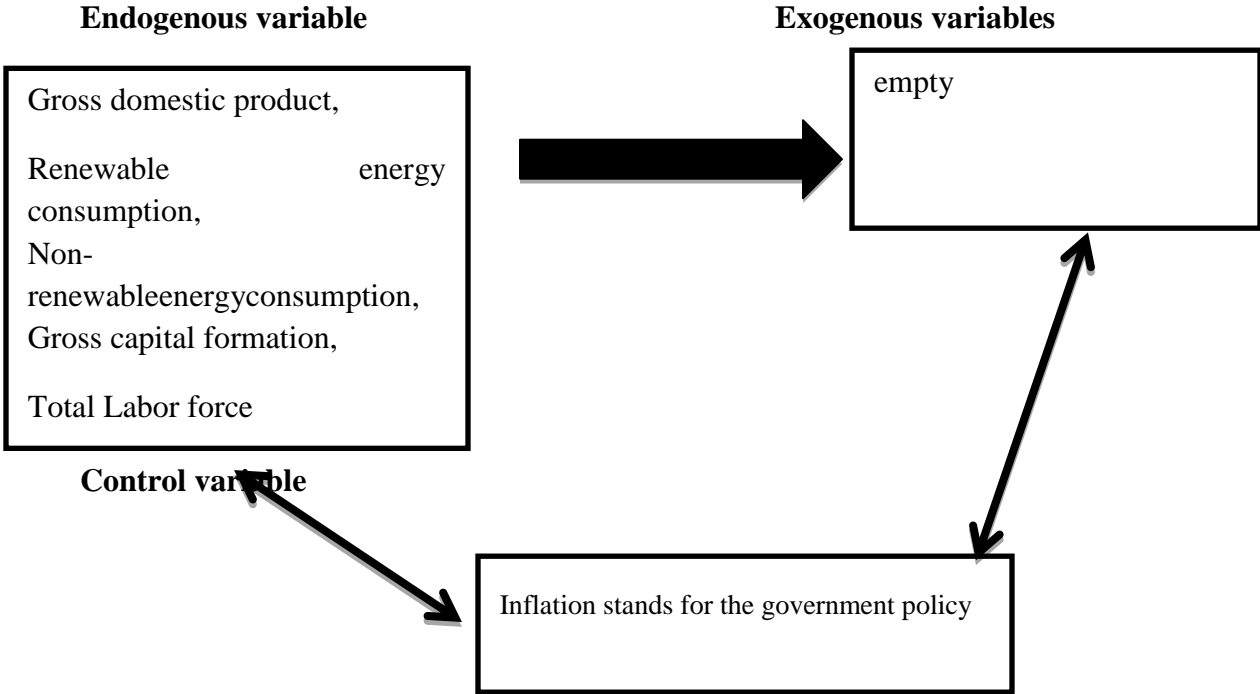 Endogenous variable
Exogenous variables
Gross domestic product,
Renewable energy
consumption,
Non-
renewableenergyconsumption,
Gross capital formation,
Total Labor force
empty
Control variable
Inflation stands for the government policy